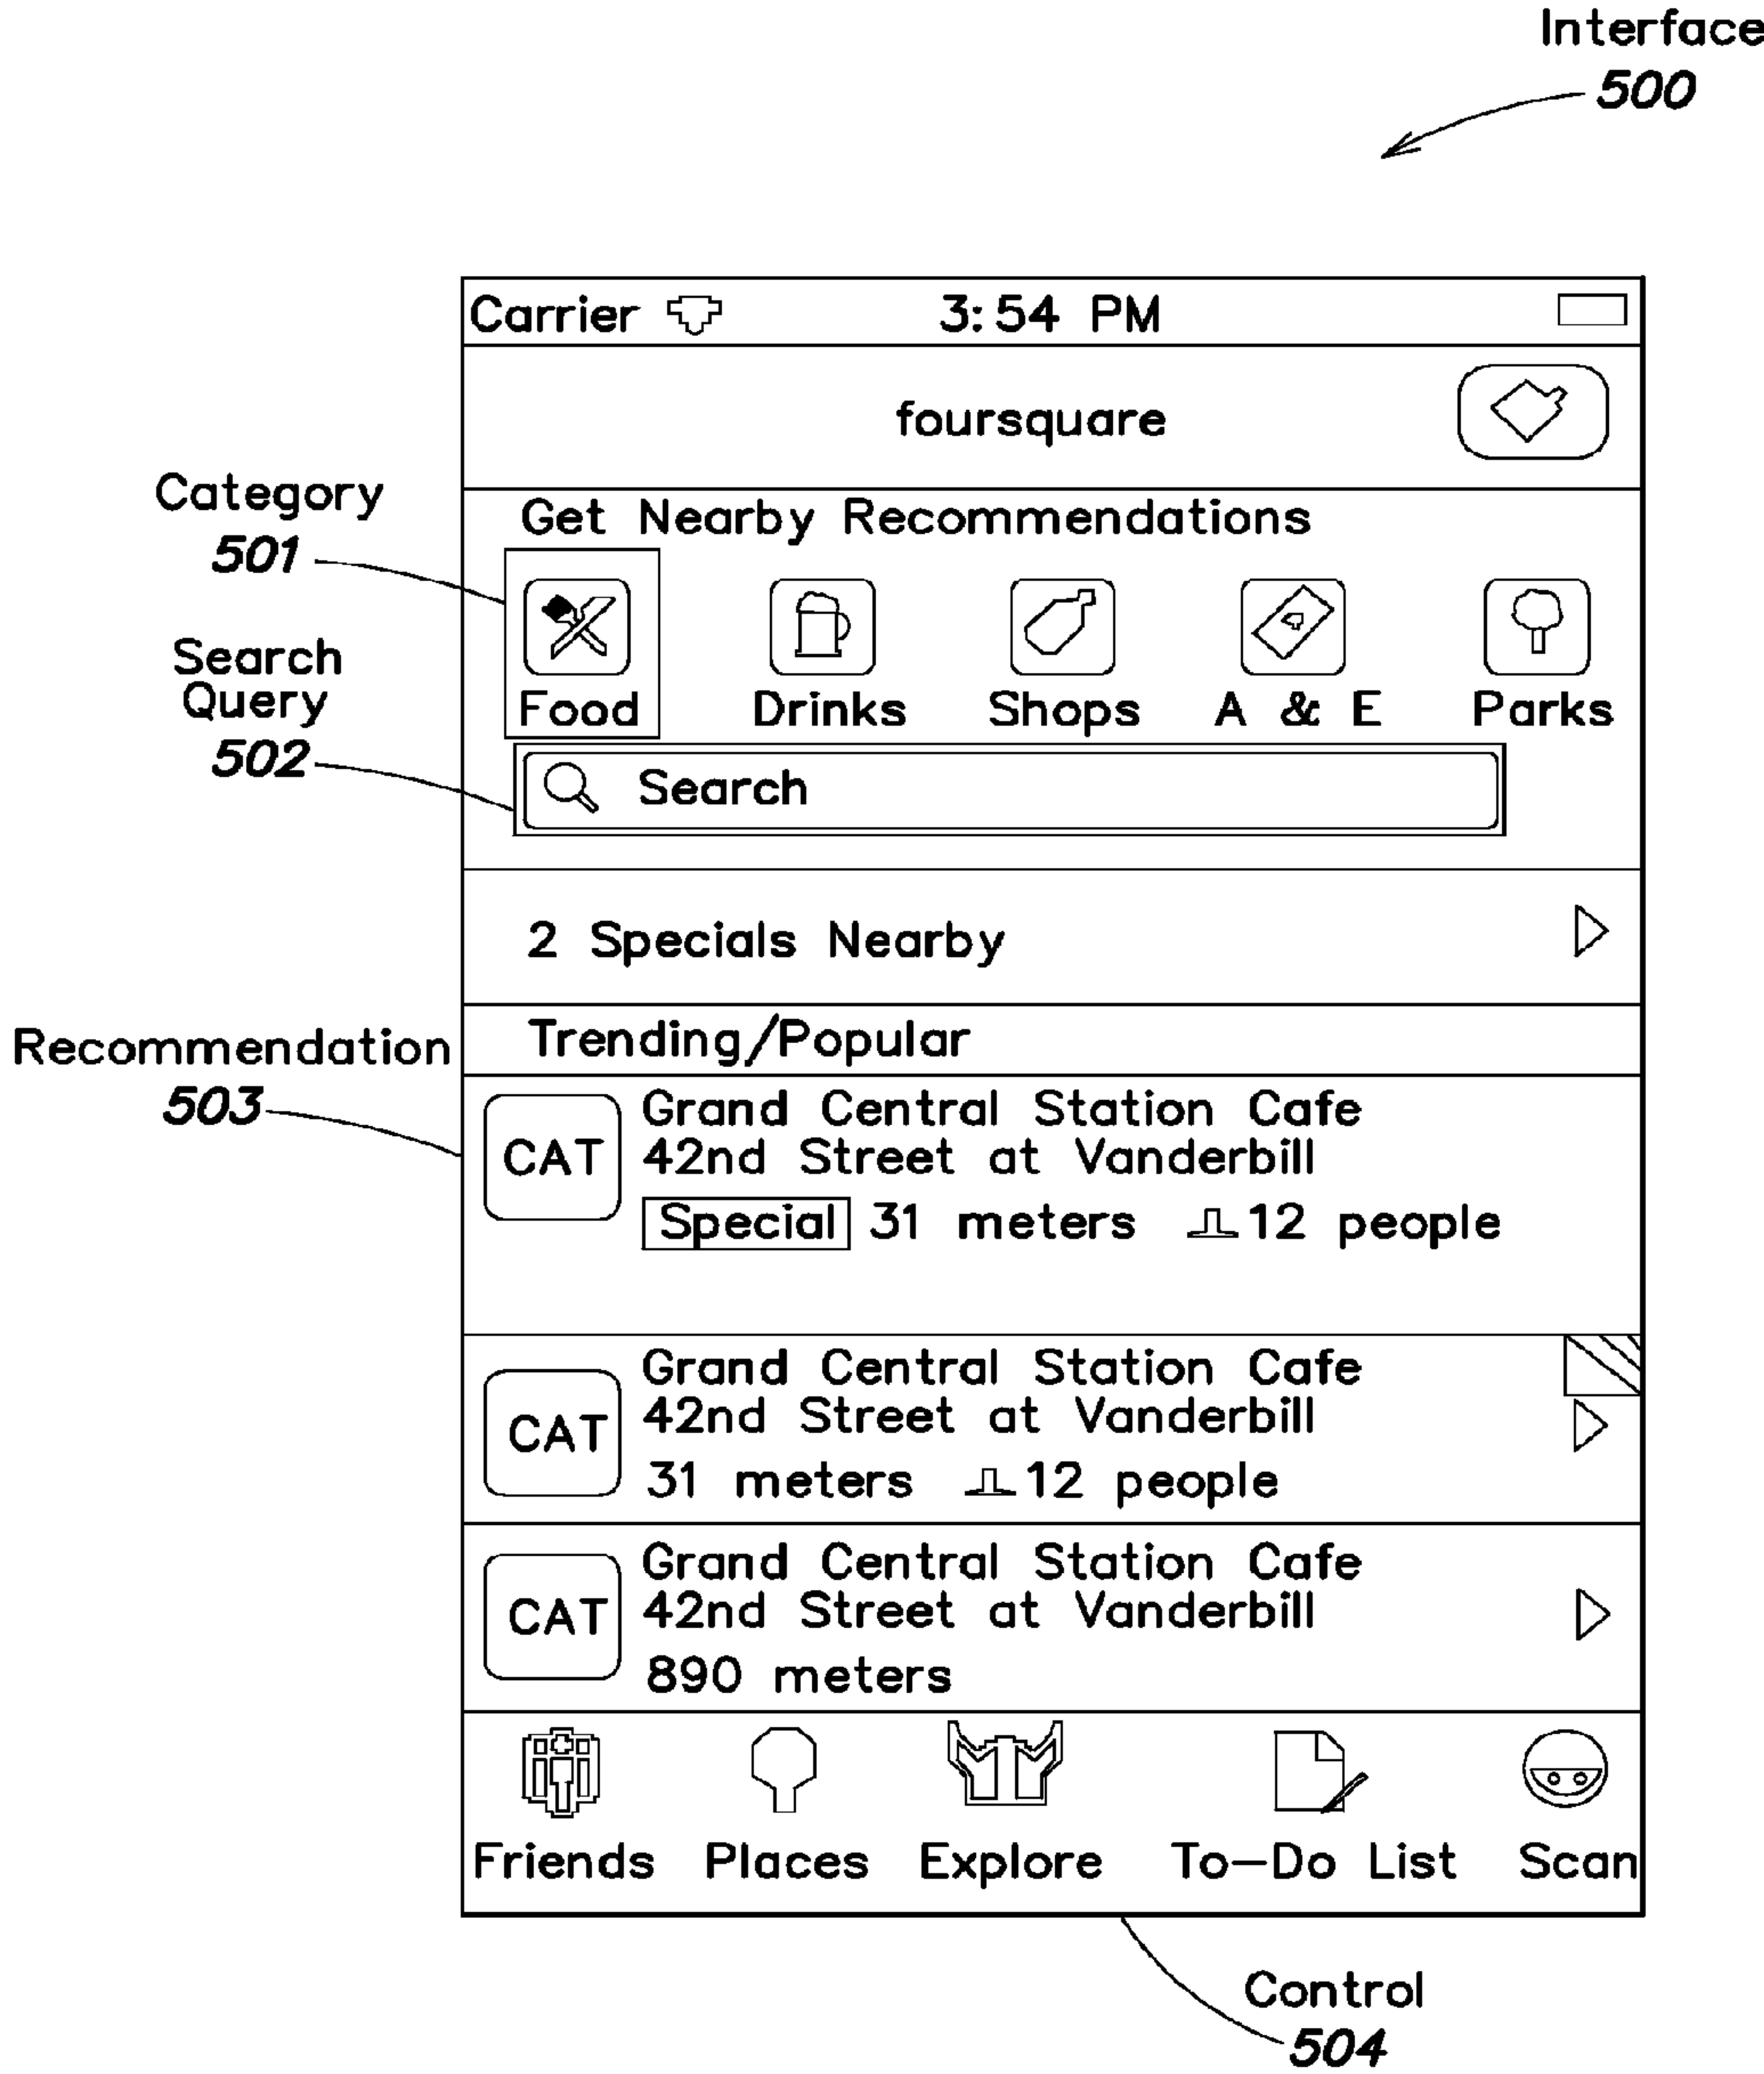 Interface
500
Carrier 3:54 PM
foursquare
Category
501
Get Nearby Recommendations
Food Drinks Shops A & E Parks
Search
Query
502
Search
2 Specials Nearby
Recommendation
503
Trending/Popular
CAT
Grand Central Station Cafe
42nd Street at Vanderbill
Special 31 meters 12 people
CAT
Grand Central Station Cafe
42nd Street at Vanderbill
31 meters 12 people
CAT
Grand Central Station Cafe
42nd Street at Vanderbill
890 meters
Friends Places Explore To-Do List Scan
Control
504